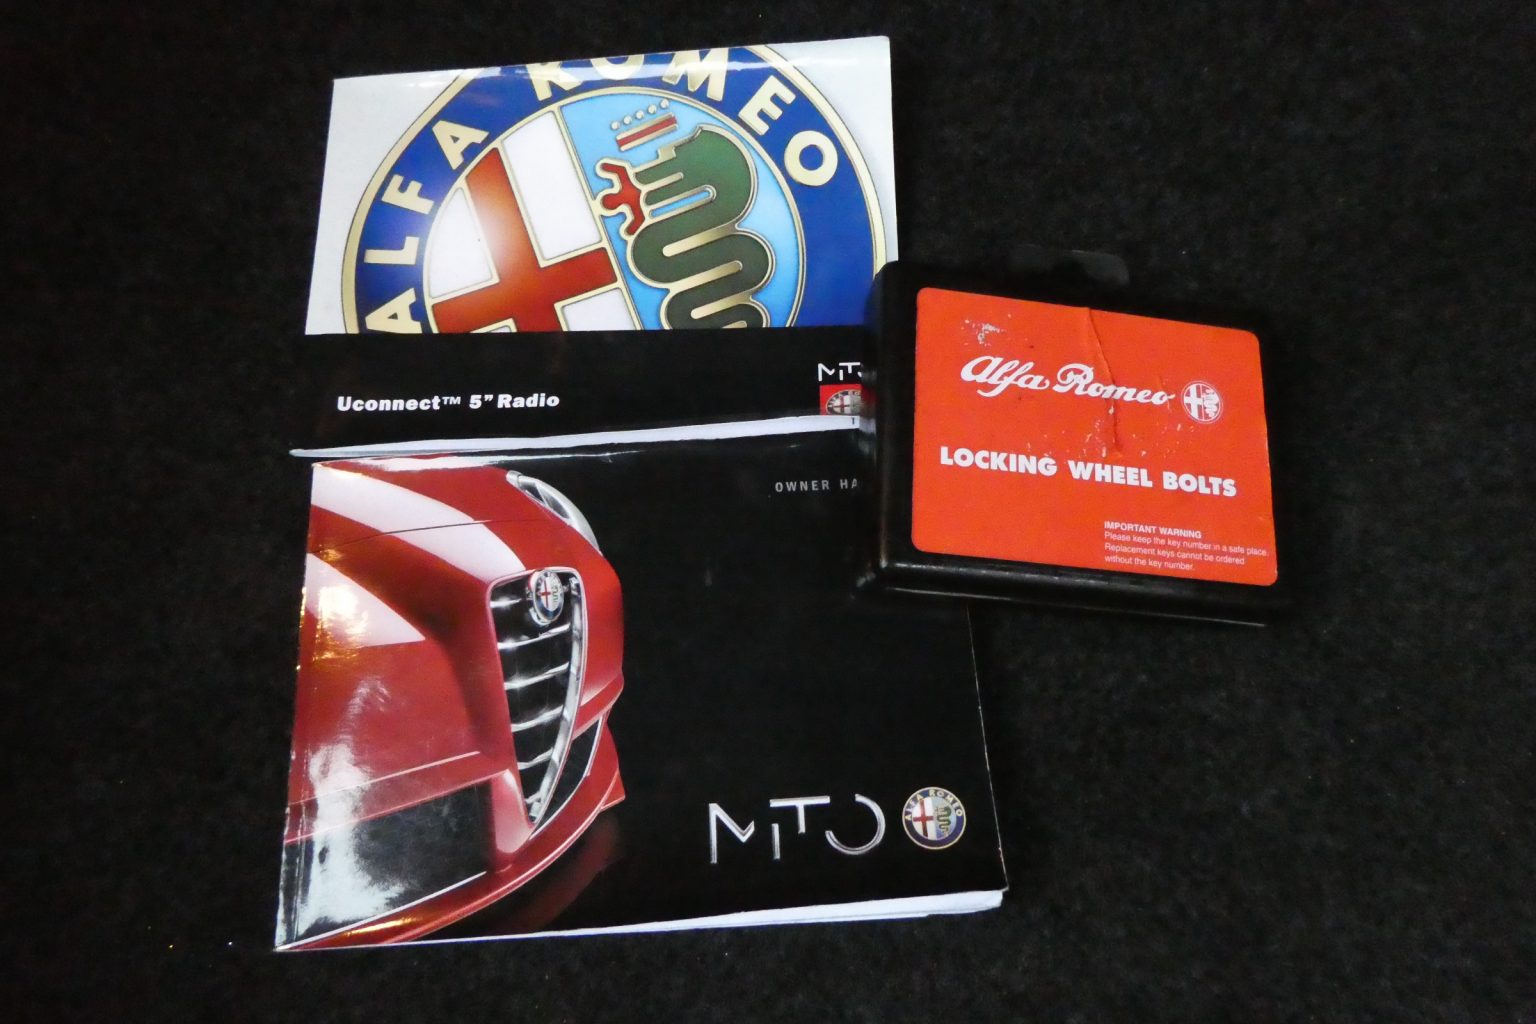 ALFA ROMEO
MiTo
Uconnect™ 5” Radio
OWNER HA
MiTo
ALFA ROMEO
Alfa Romeo
LOCKING WHEEL BOLTS
IMPORTANT WARNING
Please keep the key number in a safe place.
Replacement keys cannot be ordered
without the key number.